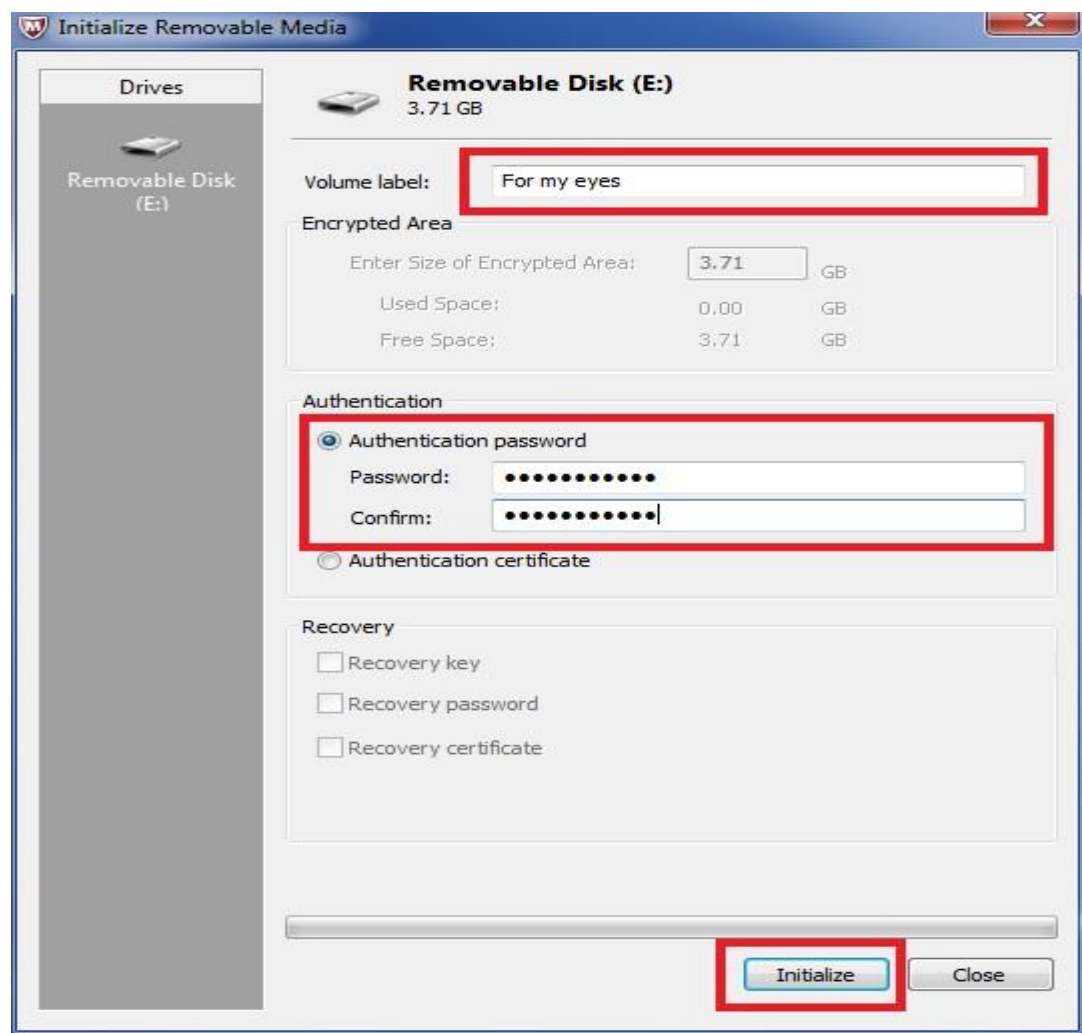 Initialize Removable Media
Drives
Removable Disk
(E:)
Removable Disk (E:)
3.71 GB
Volume label: For my eyes
Encrypted Area
Enter Size of Encrypted Area: 3.71 GB
Used Space: 0.00 GB
Free Space: 3.71 GB
Authentication
Authentication password
Password: •••••••••••
Confirm: •••••••••••
Authentication certificate
Recovery
Recovery key
Recovery password
Recovery certificate
Initialize Close